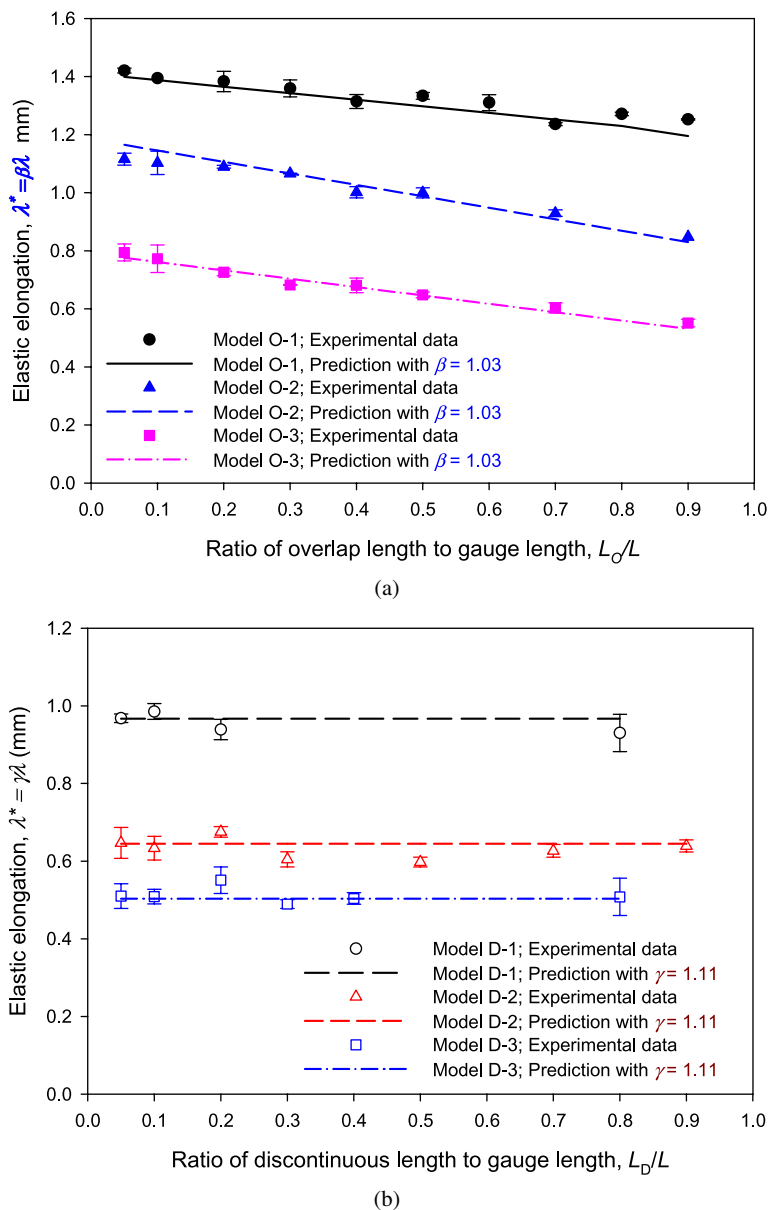 1.6
1.4
1.2
1.0
0.8
0.6
0.4
0.2
0.0
Elastic elongation, λ* = βλ mm)
Model O-1; Experimental data
Model O-1, Prediction with β = 1.03
Model O-2; Experimental data
Model O-2; Prediction with β = 1.03
Model O-3; Experimental data
Model O-3; Prediction with β = 1.03
0.0 0.1 0.2 0.3 0.4 0.5 0.6 0.7 0.8 0.9 1.0
Ratio of overlap length to gauge length, L_O/L
(a)
1.2
1.0
0.8
0.6
0.4
0.2
0.0
Elastic elongation, λ* = γλ (mm)
Model D-1; Experimental data
Model D-1; Prediction with γ = 1.11
Model D-2; Experimental data
Model D-2; Prediction with γ = 1.11
Model D-3; Experimental data
Model D-3; Prediction with γ = 1.11
0.0 0.1 0.2 0.3 0.4 0.5 0.6 0.7 0.8 0.9 1.0
Ratio of discontinuous length to gauge length, L_D/L
(b)